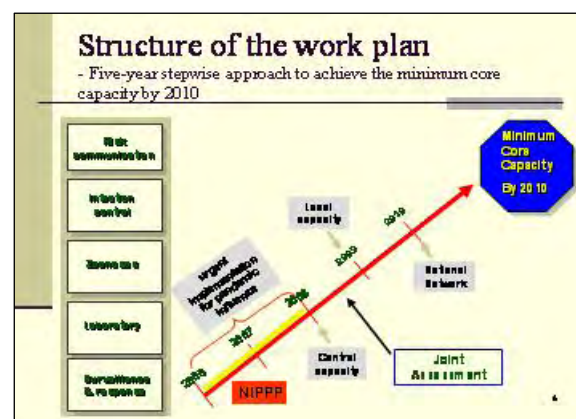 Structure of the work plan
- Five-year stepwise approach to achieve the minimum core
capacity by 2010
Risk
communication
Infection
control
Zoonoses
Laboratory
Surveillance
& response
Minimum
Core
Capacity
By 2010
Local
capacity
2010
2009
National
Network
Urgent
implementation
for pandemic
influenza
2008
2007
2006
Central
capacity
NIPPP
Joint
Assessment